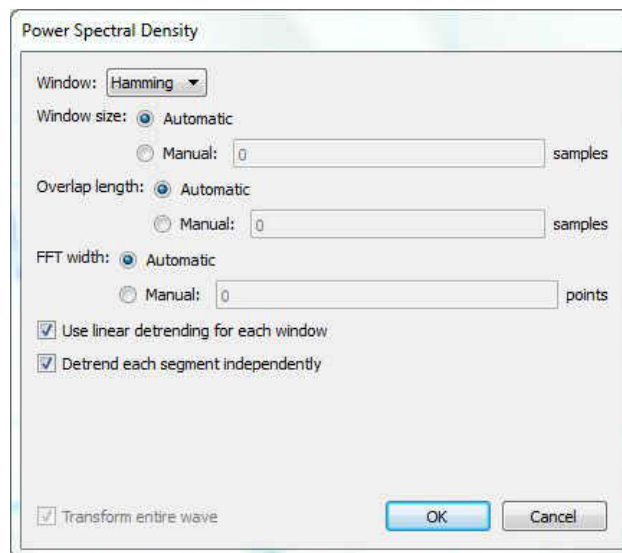 Power Spectral Density
Window: Hamming
Window size: Automatic
Manual: 0 samples
Overlap length: Automatic
Manual: 0 samples
FFT width: Automatic
Manual: 0 points
Use linear detrending for each window
Detrend each segment independently
Transform entire wave OK Cancel